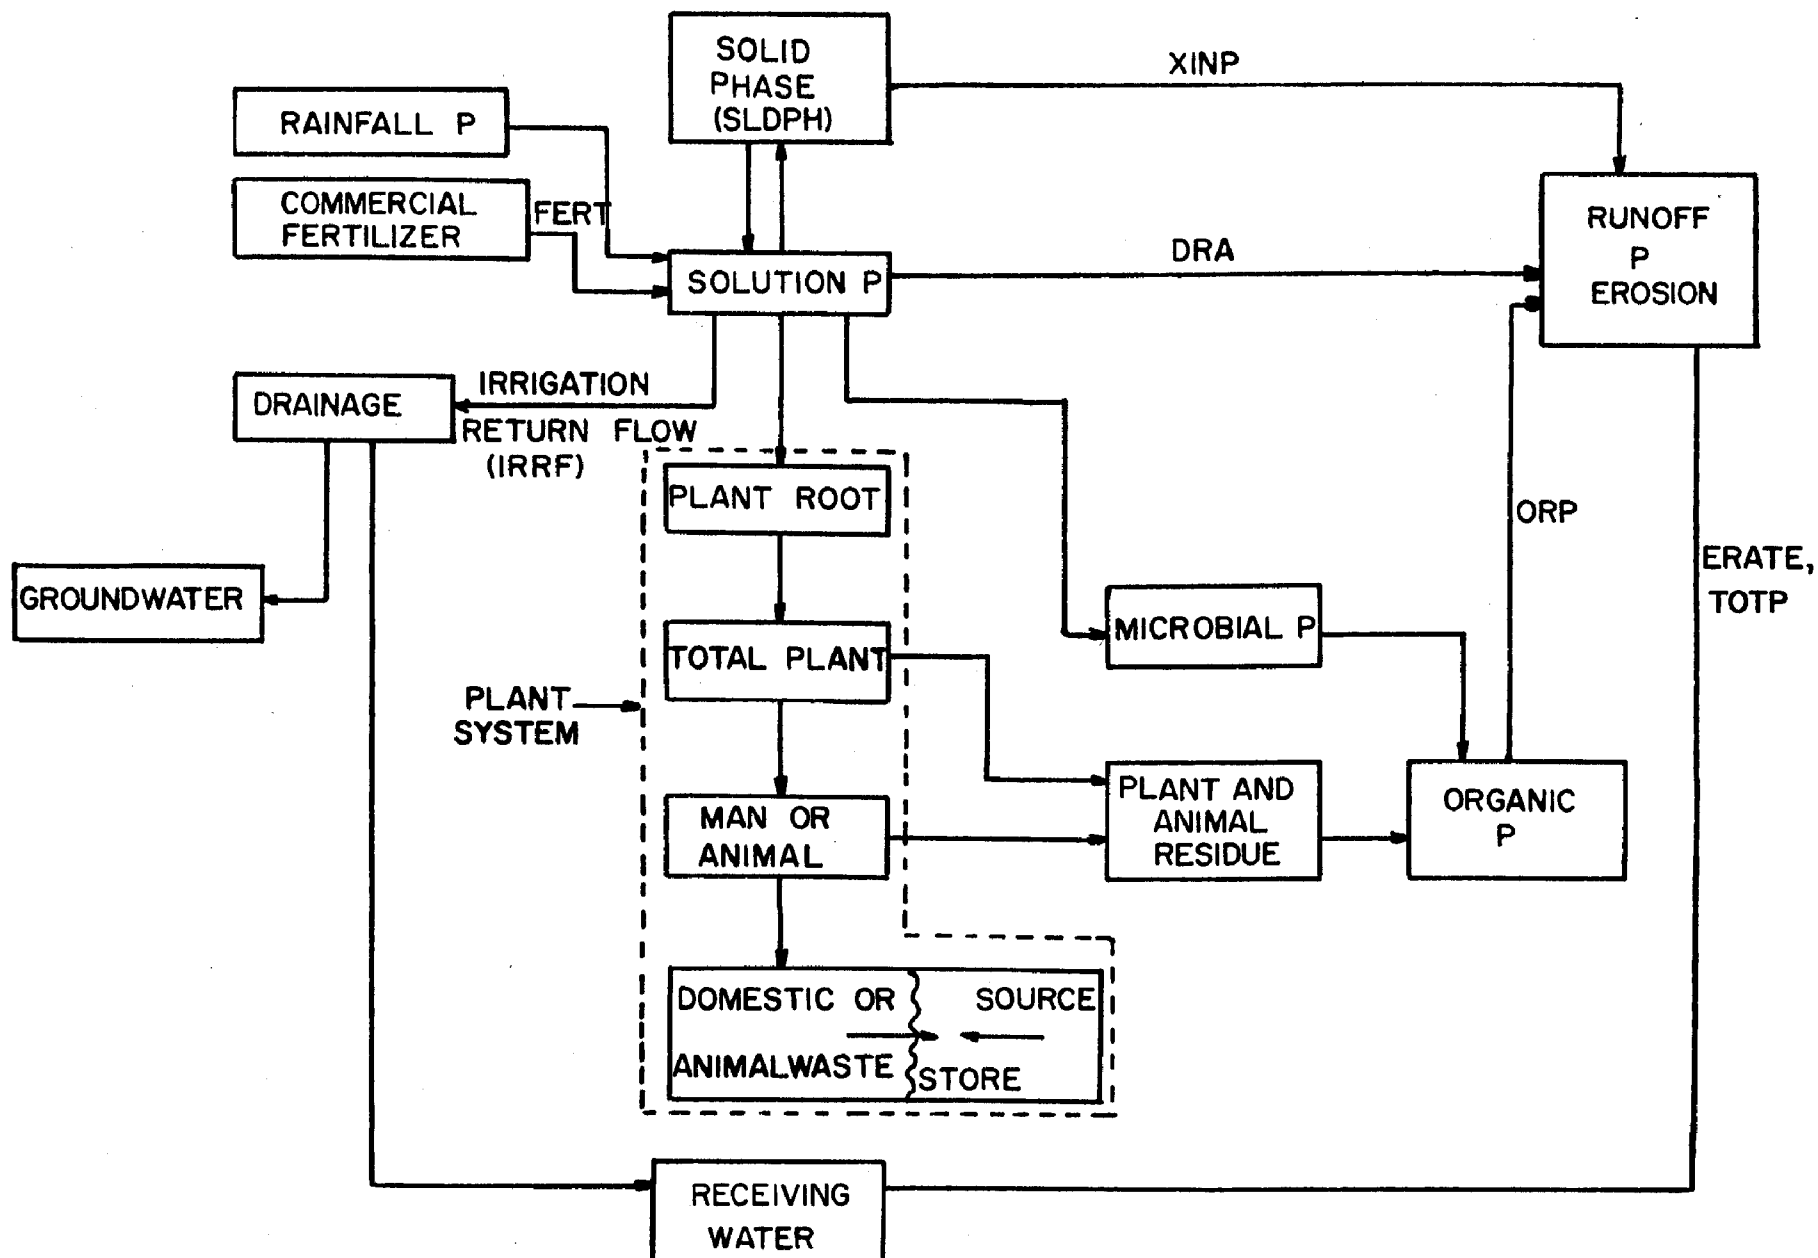 SOLID
PHASE
(SLDPH)
XINP
RAINFALL P
COMMERCIAL
FERTILIZER
FERT
SOLUTION P
DRA
RUNOFF
P
EROSION
DRAINAGE
IRRIGATION
RETURN FLOW
(IRRF)
PLANT ROOT
ORP
ERATE,
TOTP
GROUNDWATER
MICROBIAL P
TOTAL PLANT
PLANT
SYSTEM
MAN OR
ANIMAL
PLANT AND
ANIMAL
RESIDUE
ORGANIC
P
DOMESTIC OR
ANIMALWASTE
SOURCE
STORE
RECEIVING
WATER